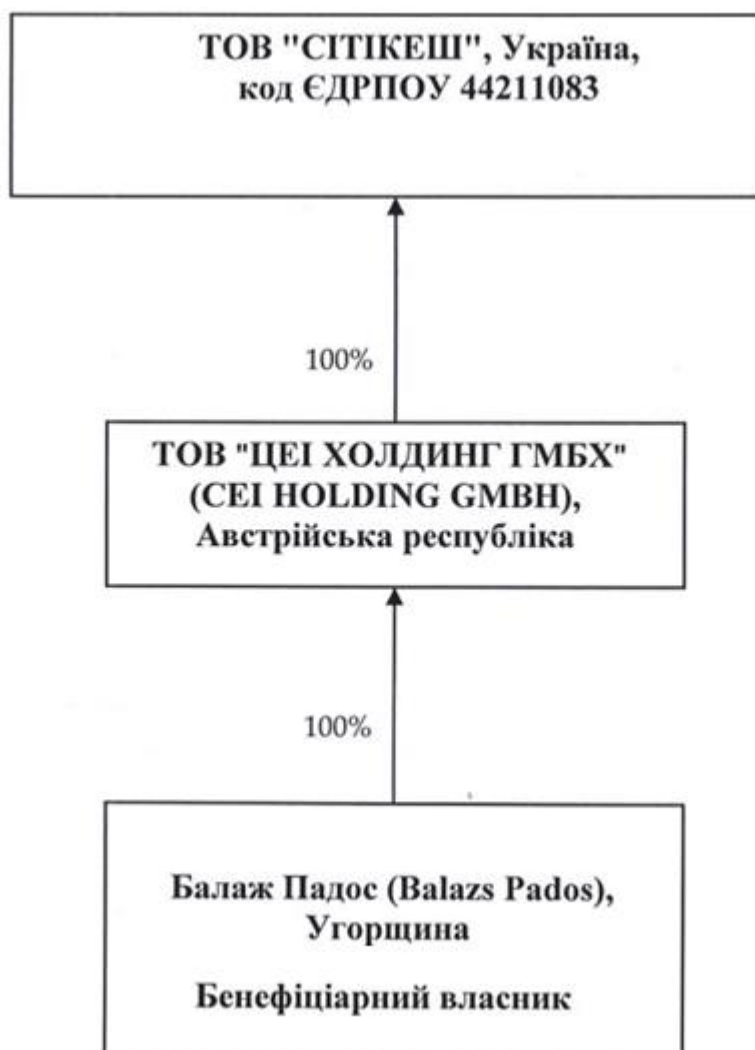 ТОВ "СІТІКЕШ", Україна,
код ЄДРПОУ 44211083
100%
ТОВ "ЦЕІ ХОЛДИНГ ГМБХ"
(CEI HOLDING GMBH),
Австрійська республіка
100%
Балаж Падос (Balazs Pados),
Угорщина
Бенефіціарний власник